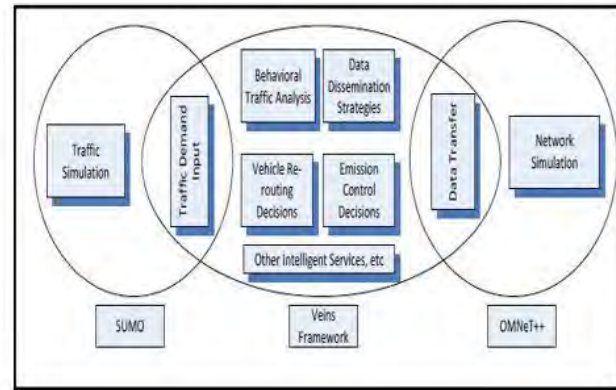 Traffic
Simulation
Traffic Demand
Input
Behavioral
Traffic Analysis
Data
Dissemination
Strategies
Vehicle Re-
routing
Decisions
Emission
Control
Decisions
Other Intelligent Services, etc
Data Transfer
Network
Simulation
SUMO
Veins
Framework
OMNeT++